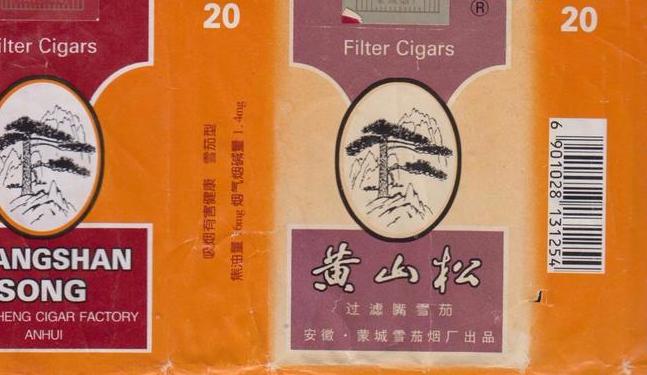 20
lter Cigars
ANGSHAN
SONG
HENG CIGAR FACTORY
ANHUI
吸烟有害健康 雪茄型
焦油量 16mg 烟气烟碱量 1.4mg
®
Filter Cigars
黄山松
过滤嘴雪茄
安徽·蒙城雪茄烟厂出品
20
6 901028 131254